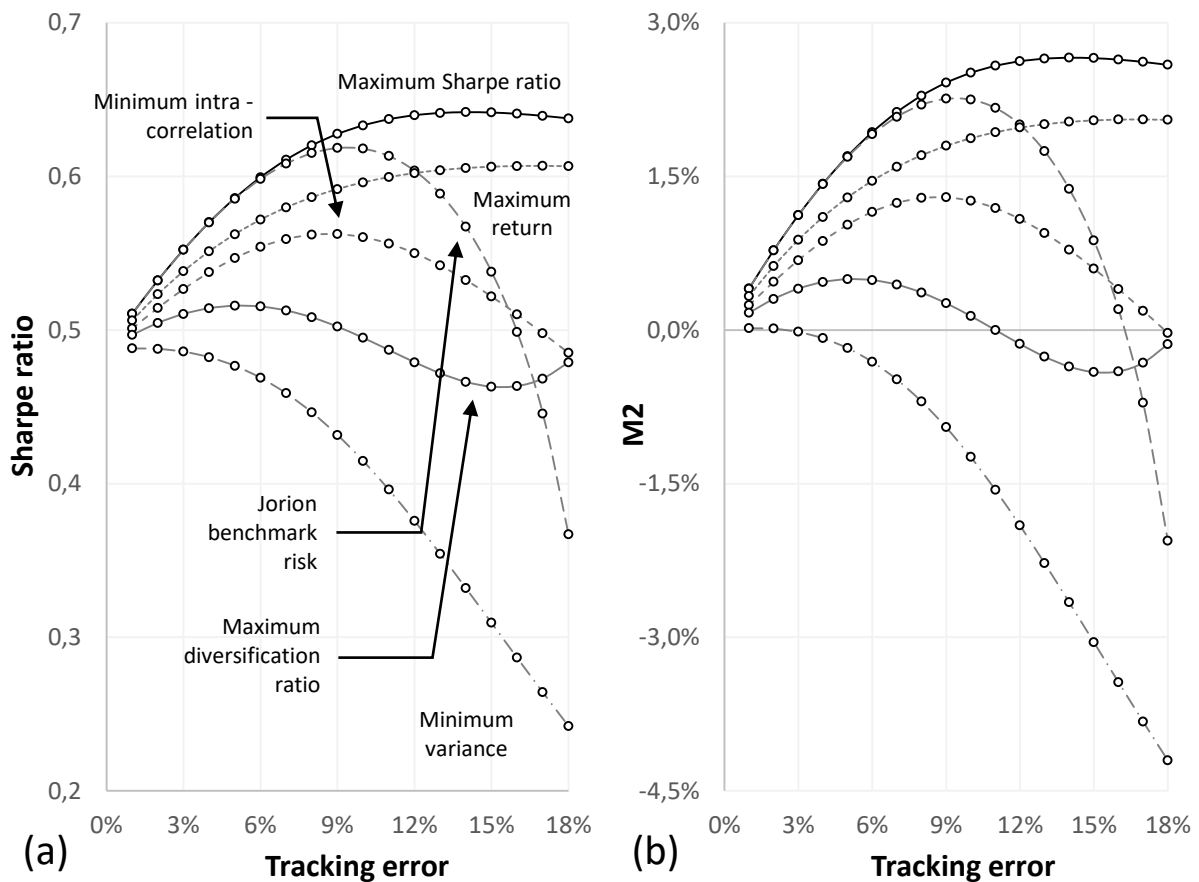 0,7
0,6
0,5
0,4
0,3
0,2
Sharpe ratio
Maximum Sharpe ratio
Minimum intra -
correlation
Maximum
return
Jorion
benchmark
risk
Maximum
diversification
ratio
Minimum
variance
0% 3% 6% 9% 12% 15% 18%
(a)
Tracking error
3,0%
1,5%
0,0%
-1,5%
-3,0%
-4,5%
M2
0% 3% 6% 9% 12% 15% 18%
(b)
Tracking error